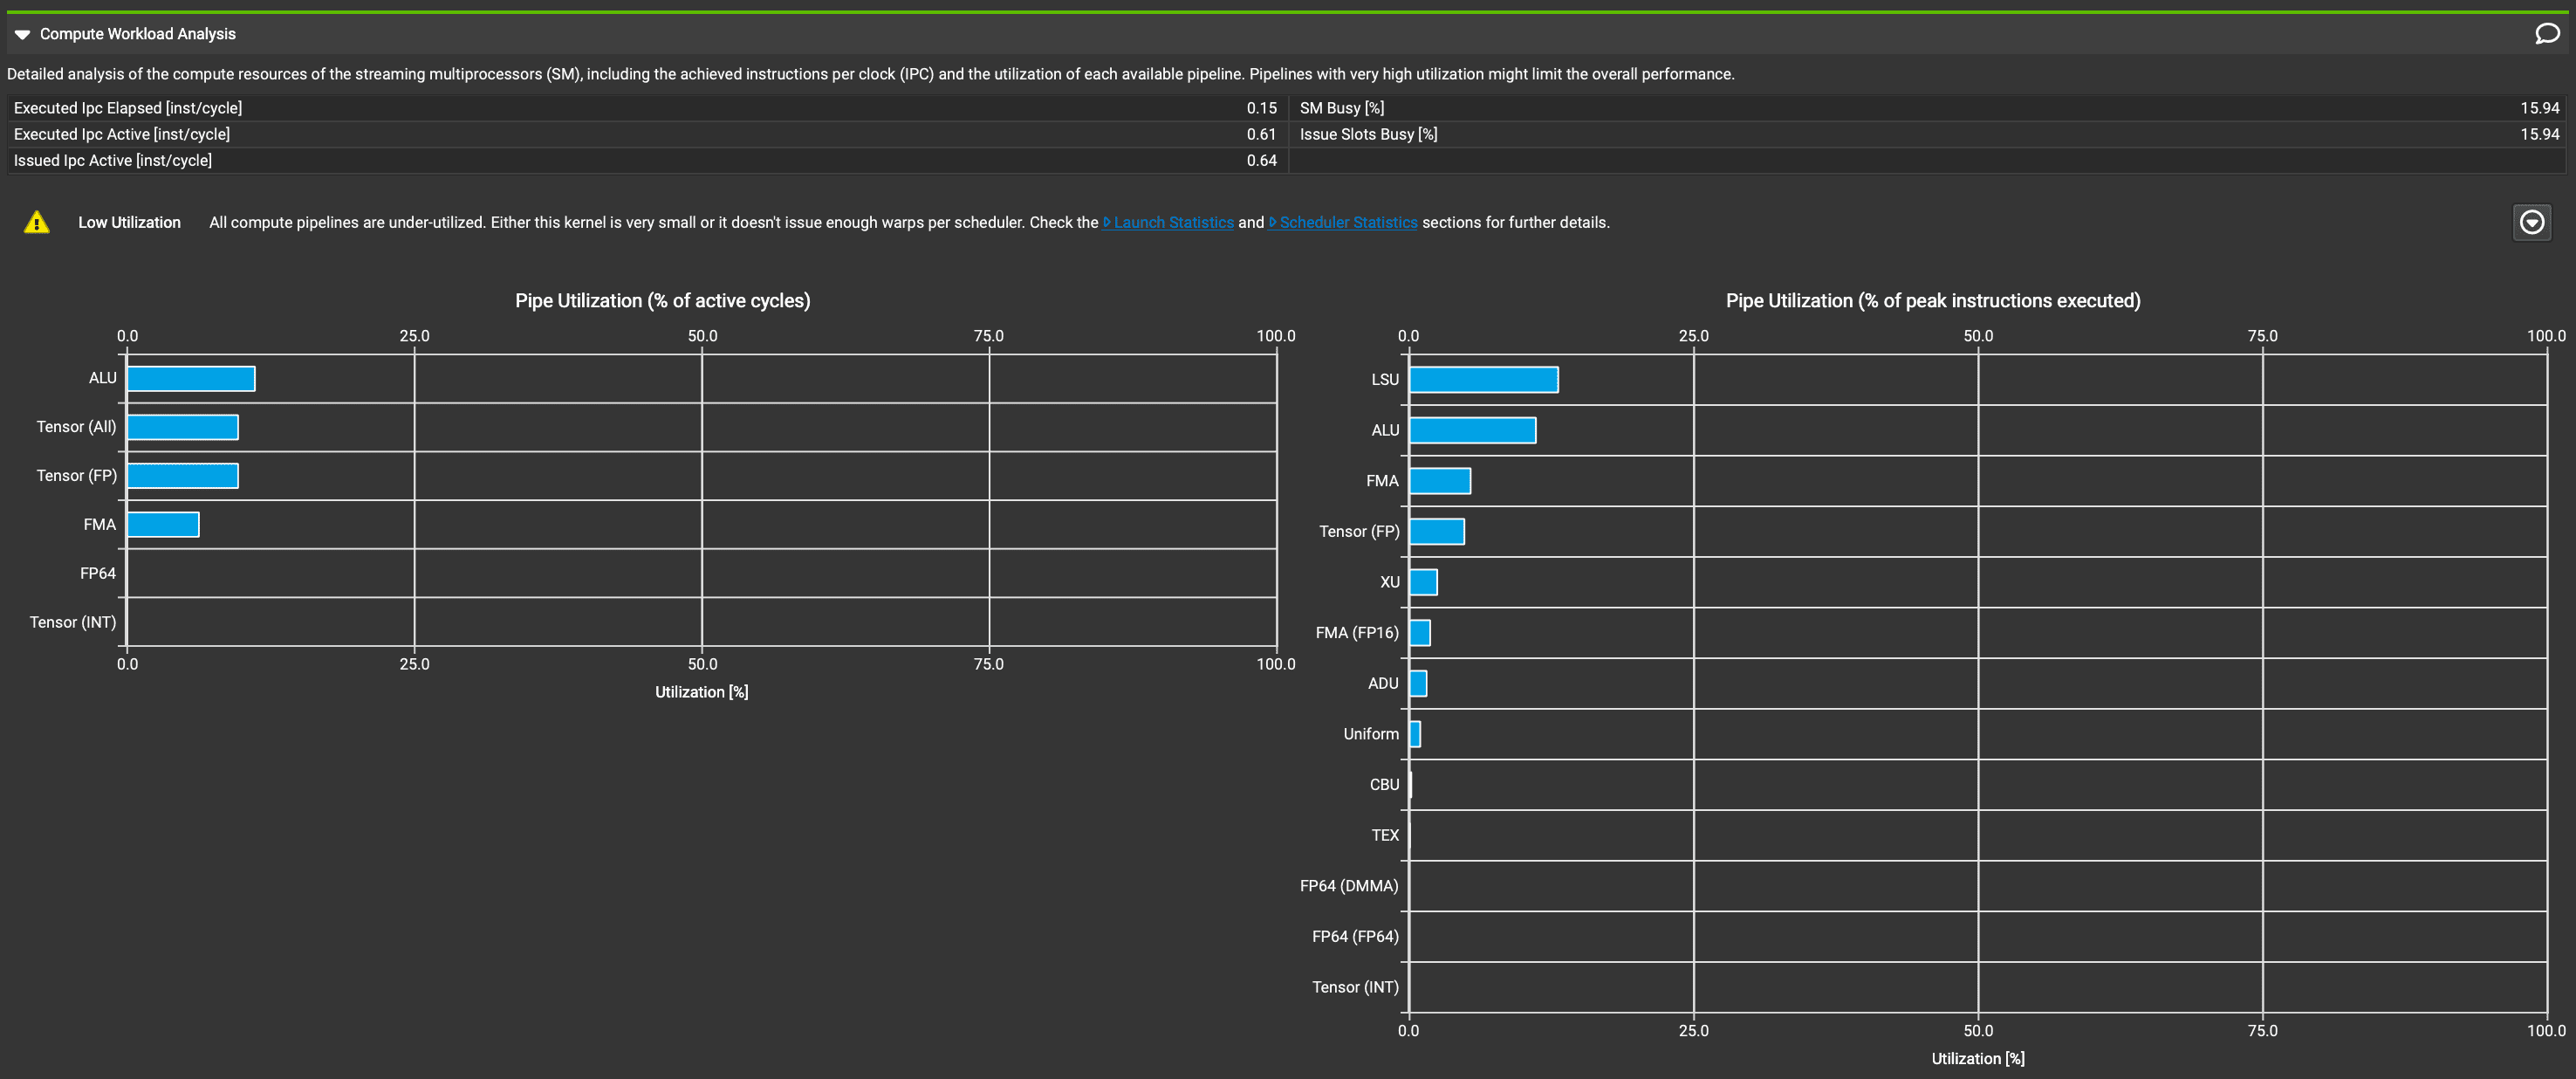 Compute Workload Analysis
Detailed analysis of the compute resources of the streaming multiprocessors (SM), including the achieved instructions per clock (IPC) and the utilization of each available pipeline. Pipelines with very high utilization might limit the overall performance.
Executed Ipc Elapsed [inst/cycle] 0.15 SM Busy [%] 15.94
Executed Ipc Active [inst/cycle] 0.61 Issue Slots Busy [%] 15.94
Issued Ipc Active [inst/cycle] 0.64
Low Utilization All compute pipelines are under-utilized. Either this kernel is very small or it doesn't issue enough warps per scheduler. Check the Launch Statistics and Scheduler Statistics sections for further details.
Pipe Utilization (% of active cycles)
0.0 25.0 50.0 75.0 100.0
ALU
Tensor (All)
Tensor (FP)
FMA
FP64
Tensor (INT)
0.0 25.0 50.0 75.0 100.0
Utilization [%]
Pipe Utilization (% of peak instructions executed)
0.0 25.0 50.0 75.0 100.0
LSU
ALU
FMA
Tensor (FP)
XU
FMA (FP16)
ADU
Uniform
CBU
TEX
FP64 (DMMA)
FP64 (FP64)
Tensor (INT)
0.0 25.0 50.0 75.0 100.0
Utilization [%]